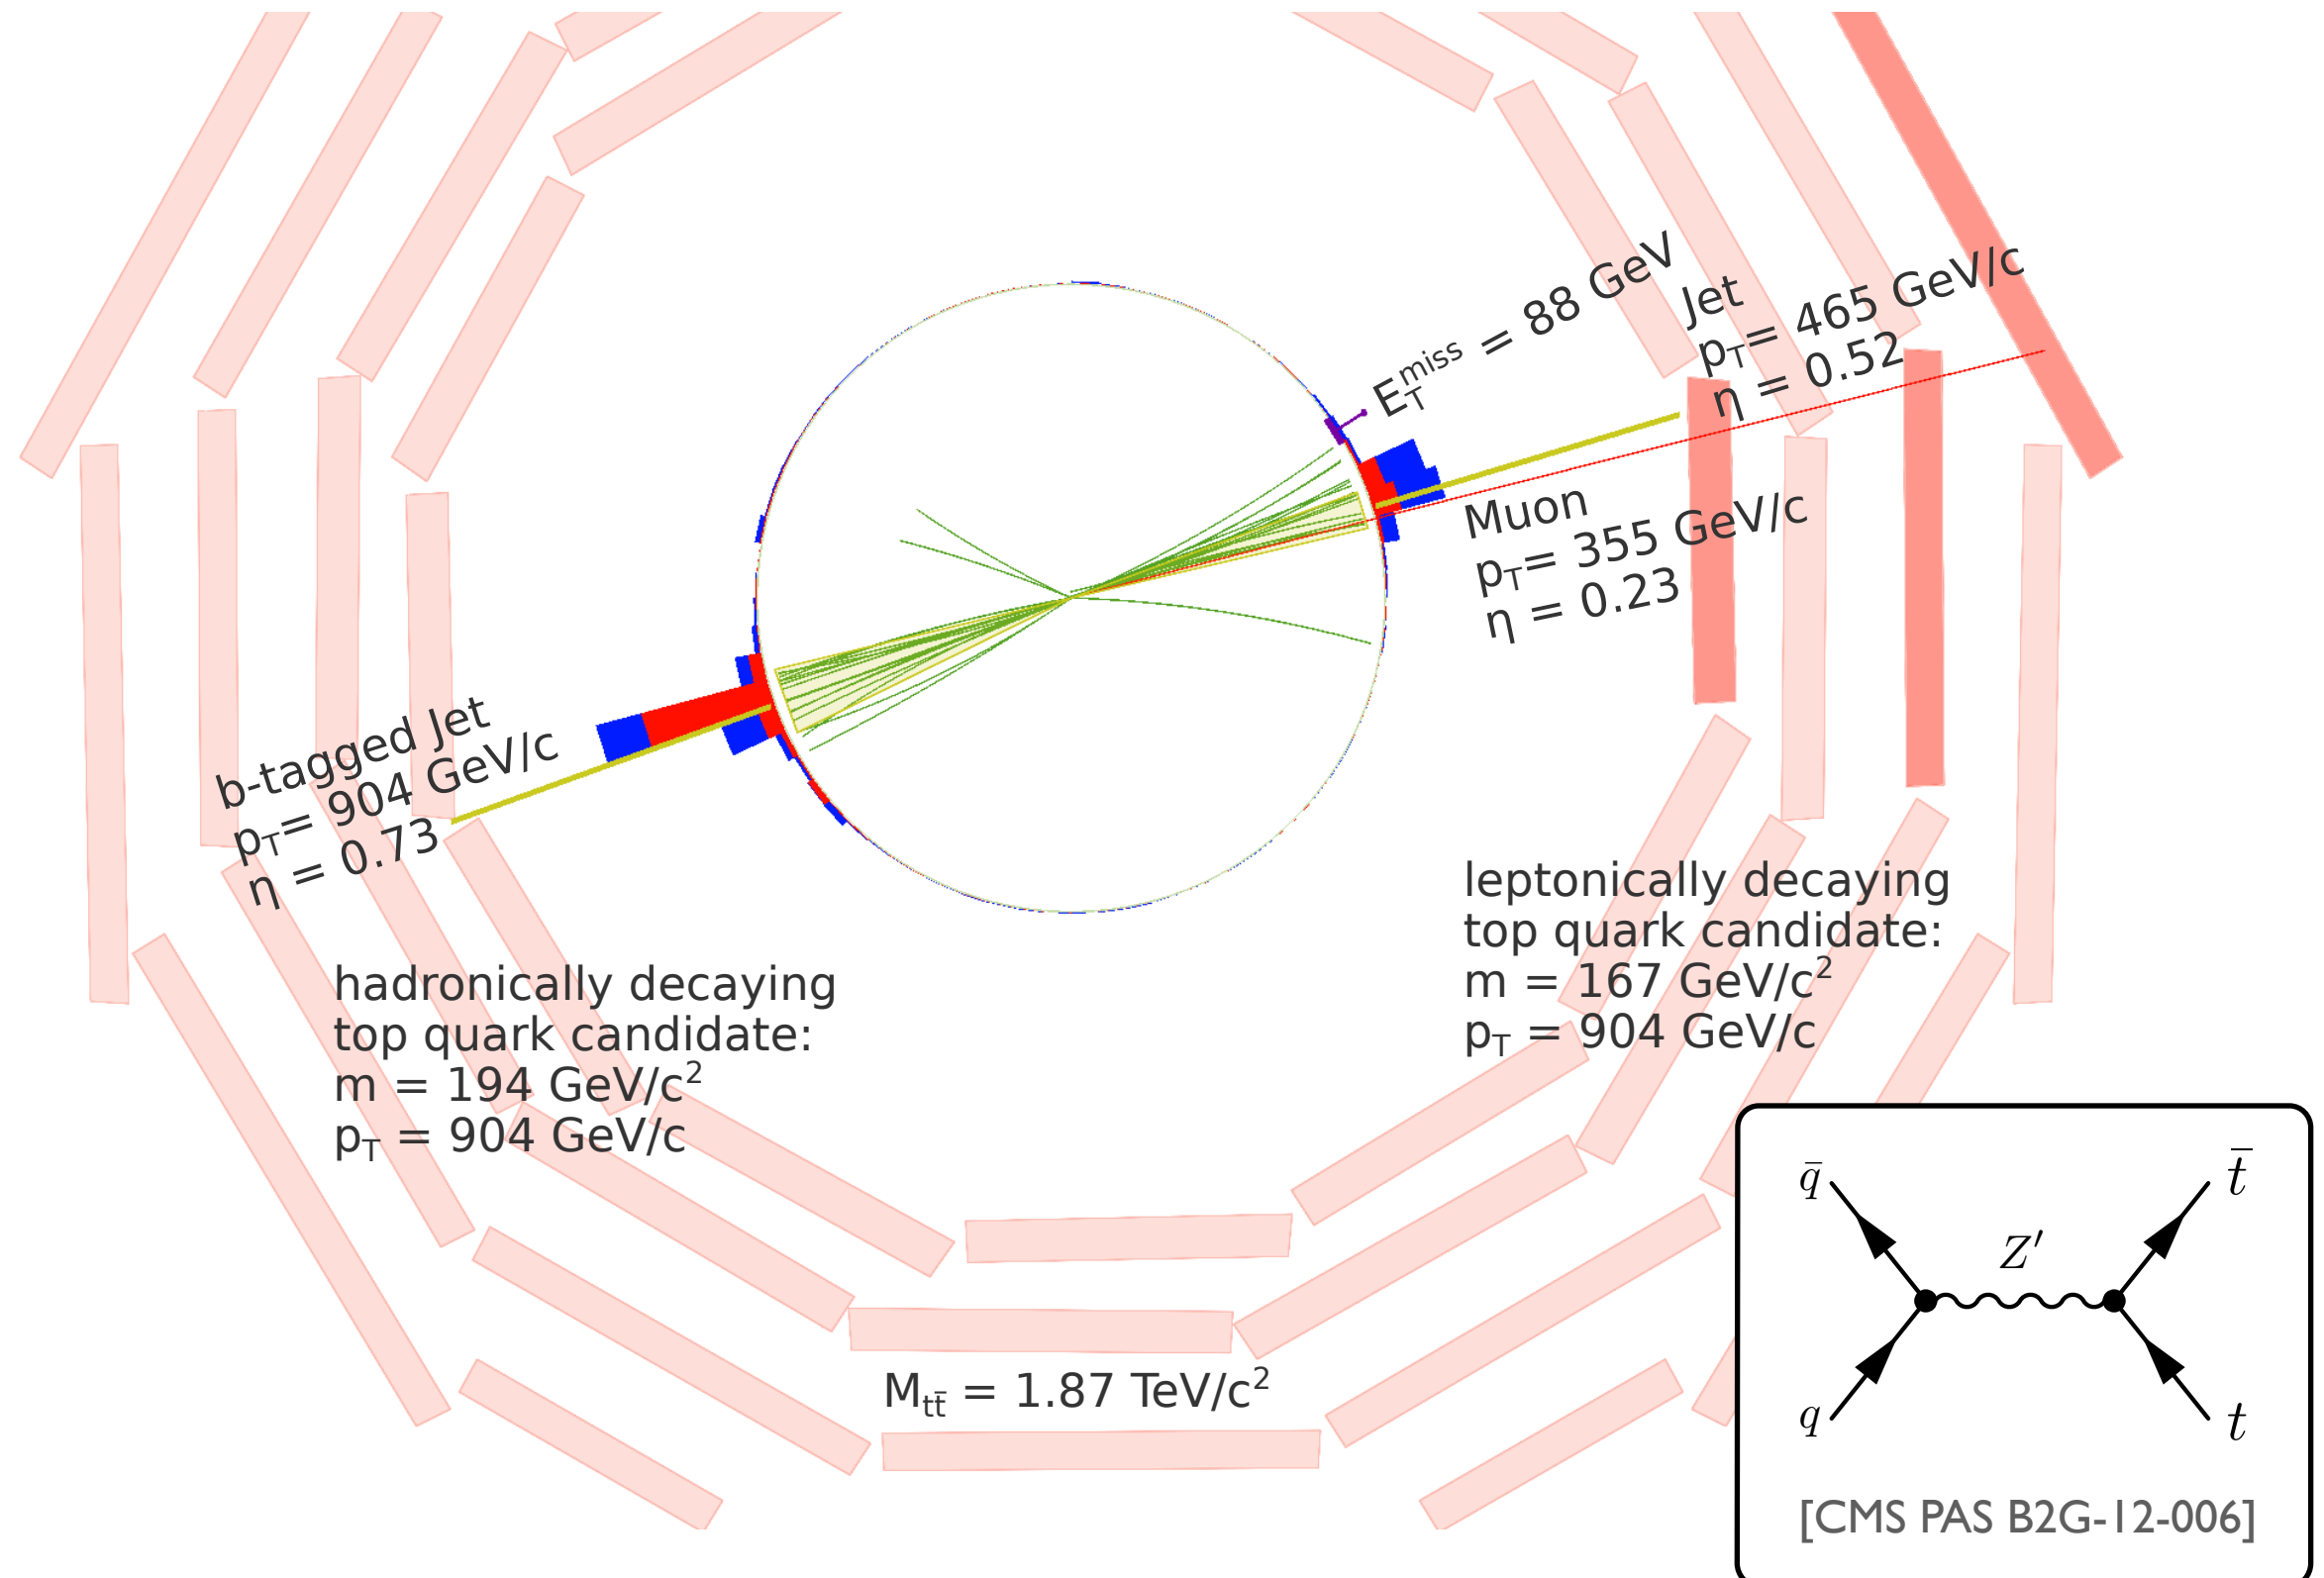 E_T^miss = 88 GeV
Jet
p_T= 465 GeV/c
η = 0.52
Muon
p_T= 355 GeV/c
η = 0.23
b-tagged Jet
p_T= 904 GeV/c
η = 0.73
leptonically decaying
top quark candidate:
m = 167 GeV/c²
p_T = 904 GeV/c
hadronically decaying
top quark candidate:
m = 194 GeV/c²
p_T = 904 GeV/c
M_tt̄ = 1.87 TeV/c²
q̄
t̄
Z′
q
t
[CMS PAS B2G-12-006]